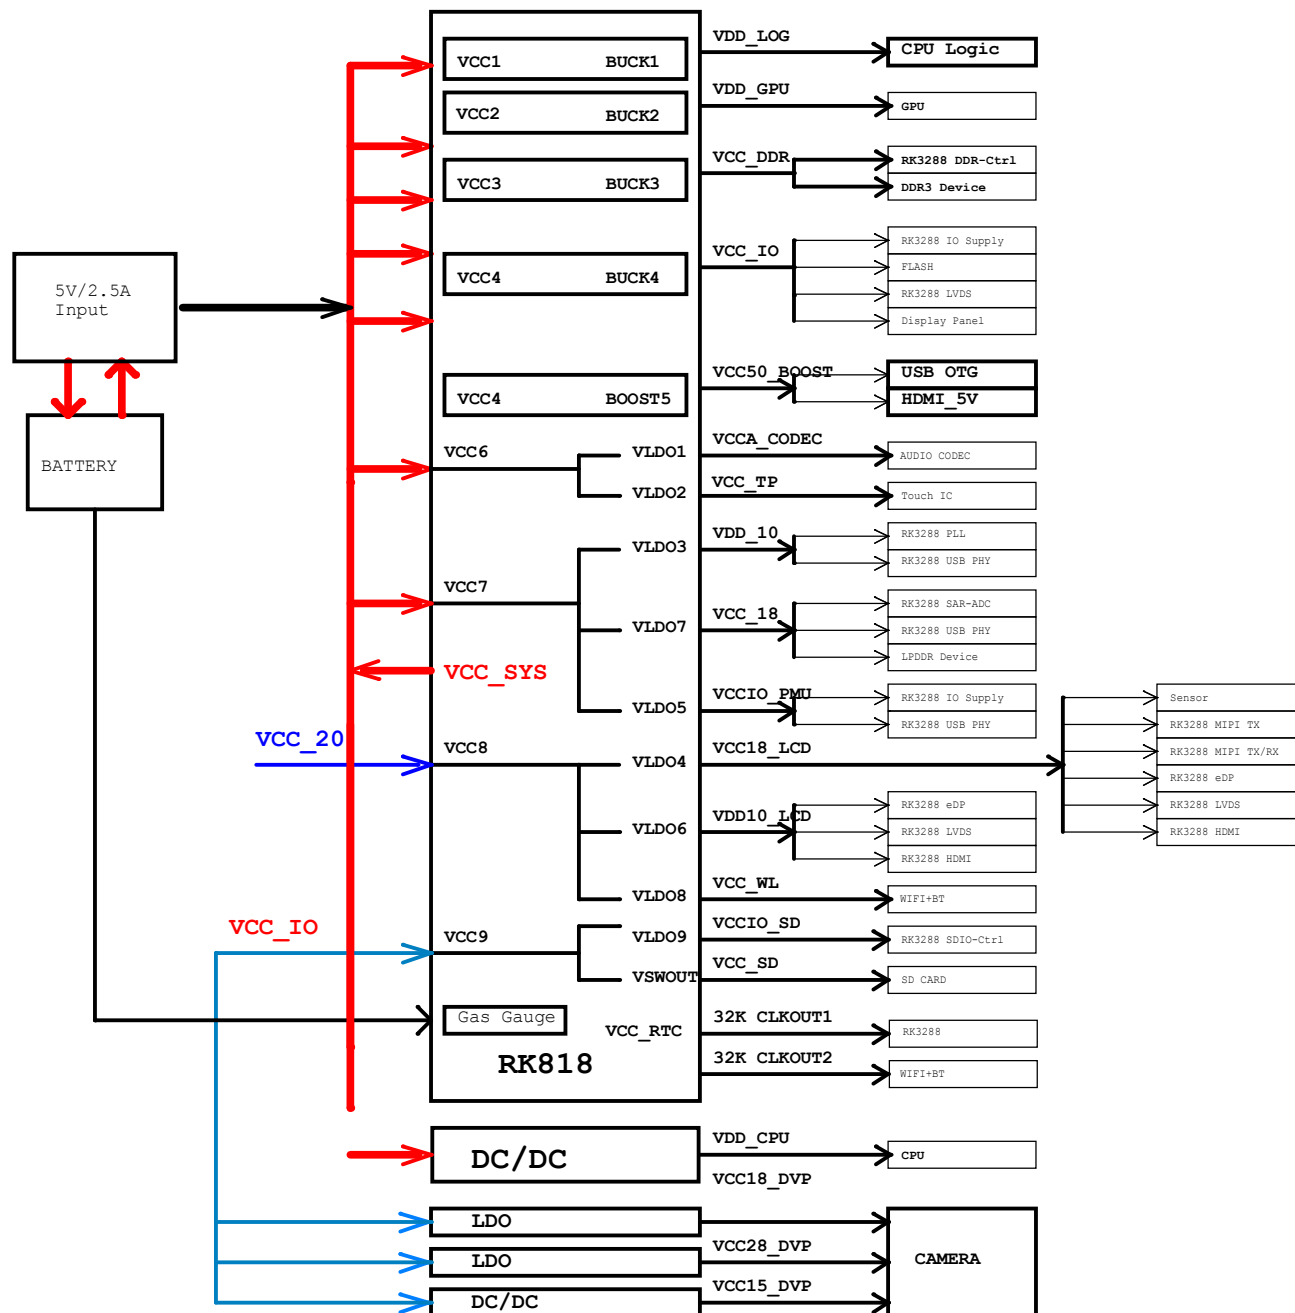 VDD_LOG
CPU Logic
VCC1 BUCK1
VDD_GPU
GPU
VCC2 BUCK2
VCC_DDR
RK3288 DDR-Ctrl
DDR3 Device
VCC3 BUCK3
VCC_IO
RK3288 IO Supply
FLASH
RK3288 LVDS
Display Panel
VCC4 BUCK4
5V/2.5A
Input
VCC50_BOOST
USB OTG
HDMI_5V
VCC4 BOOST5
BATTERY
VCC6
VLDO1
VCCA_CODEC
AUDIO CODEC
VLDO2
VCC_TP
Touch IC
VLDO3
VDD_10
RK3288 PLL
RK3288 USB PHY
VCC7
VLDO7
VCC_18
RK3288 SAR-ADC
RK3288 USB PHY
LPDDR Device
VCC_SYS
VLDO5
VCCIO_PMU
RK3288 IO Supply
RK3288 USB PHY
VCC_20
VCC8
VLDO4
VCC18_LCD
Sensor
RK3288 MIPI TX
RK3288 MIPI TX/RX
RK3288 eDP
RK3288 LVDS
RK3288 HDMI
VLDO6
VDD10_LCD
RK3288 eDP
RK3288 LVDS
RK3288 HDMI
VLDO8
VCC_WL
WIFI+BT
VCC_IO
VCC9
VLDO9
VCCIO_SD
RK3288 SDIO-Ctrl
VSWOUT
VCC_SD
SD CARD
Gas Gauge
VCC_RTC
32K CLKOUT1
RK3288
RK818
32K CLKOUT2
WIFI+BT
DC/DC
VDD_CPU
CPU
VCC18_DVP
LDO
LDO
VCC28_DVP
CAMERA
DC/DC
VCC15_DVP